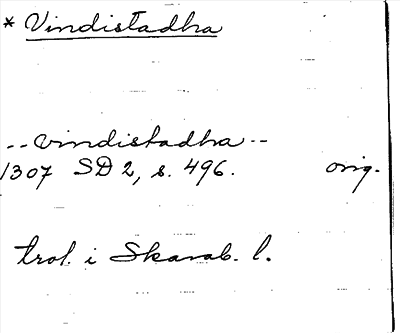 * Vindistadha
-- vindistadha --
1307 SD 2, s. 496. orig.
trol. i Skarab. l.